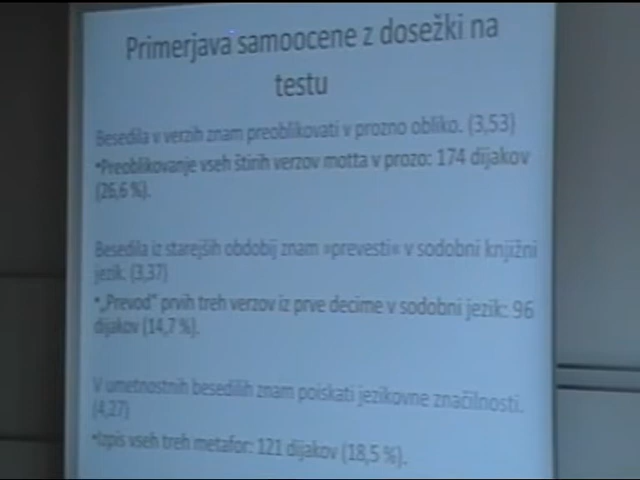 Primerjava samoocene z dosežki na
testu
Besedila v verzih znam preoblikovati v prozno obliko. (3,53)
•Preoblikovanje vseh štirih verzov motta v prozo: 174 dijakov
(26,6 %).
Besedila iz starejših obdobij znam »prevesti« v sodobni knjižni
jezik. (3,37)
•„Prevod" prvih treh verzov iz prve decime v sodobni jezik: 96
dijakov (14,7 %).
V umetnostnih besedilih znam poiskati jezikovne značilnosti.
(4,27)
•Izpis vseh treh metafor: 121 dijakov (18,5 %).